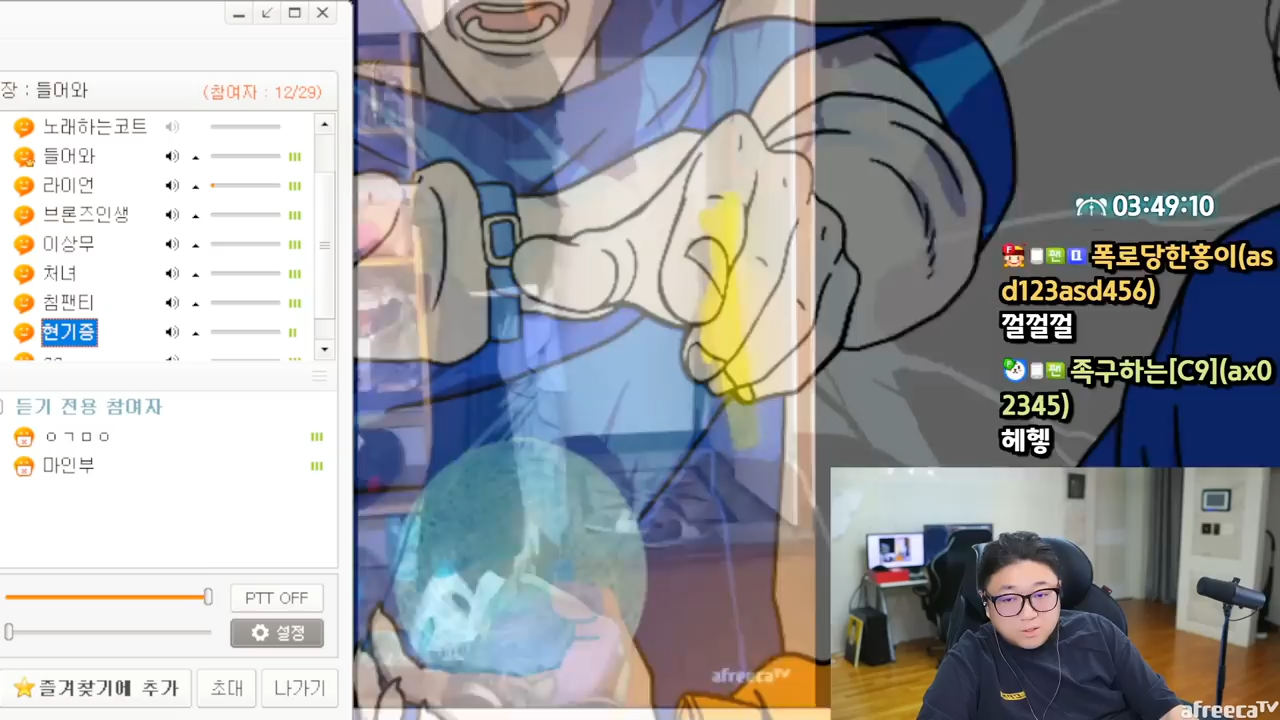 장 : 들어와
(참여자 : 12/29)
노래하는코트
들어와
라이언
브론즈인생
이상무
처녀
침팬티
현기증
듣기 전용 참여자
ㅇㄱㅁㅇ
마인부
PTT OFF
설정
즐겨찾기에 추가
초대
나가기
03:49:10
팬
폭로당한홍이(as
d123asd456)
껄껄껄
팬
족구하는[C9](ax0
2345)
헤헹
afreecaTV
afreecaTV